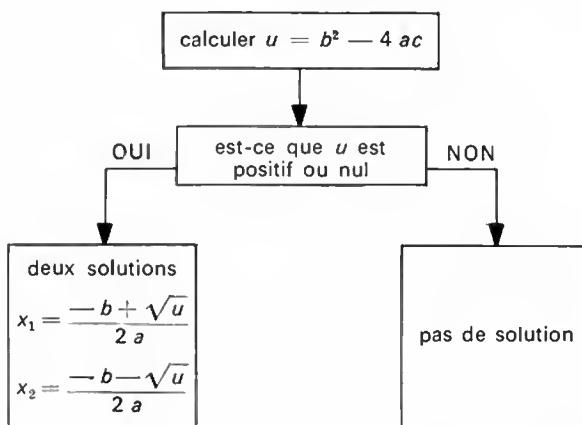 calculer u = b² — 4 ac
OUI
est-ce que u est
positif ou nul
NON
deux solutions
x₁ = (— b + √u) / 2 a
x₂ = (— b — √u) / 2 a
pas de solution